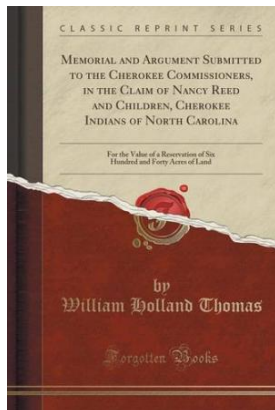 CLASSIC REPRINT SERIES
MEMORIAL AND ARGUMENT SUBMITTED
TO THE CHEROKEE COMMISSIONERS,
IN THE CLAIM OF NANCY REED
AND CHILDREN, CHEROKEE
INDIANS OF NORTH CAROLINA
For the Value of a Reservation of Six
Hundred and Forty Acres of Land
by
William Holland Thomas
Forgotten Books